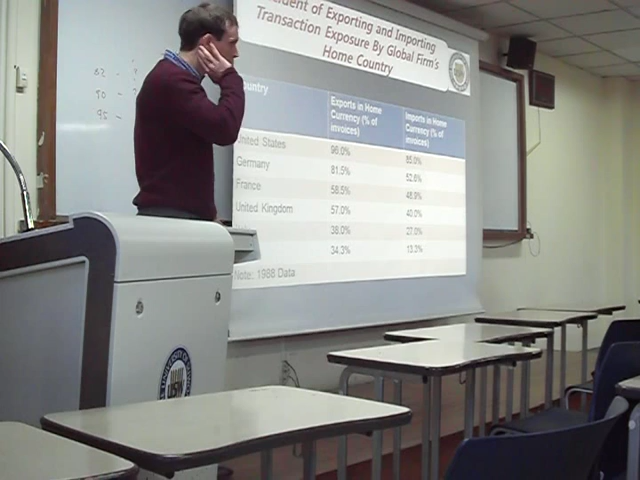 ident of Exporting and Importing
Transaction Exposure By Global Firm's
Home Country
ountry
Exports in Home Currency (% of invoices)
Imports in Home Currency (% of invoices)
United States 96.0% 85.0%
Germany 81.5% 52.6%
France 58.5% 48.9%
United Kingdom 57.0% 40.0%
38.0% 27.0%
34.3% 13.3%
Note: 1988 Data